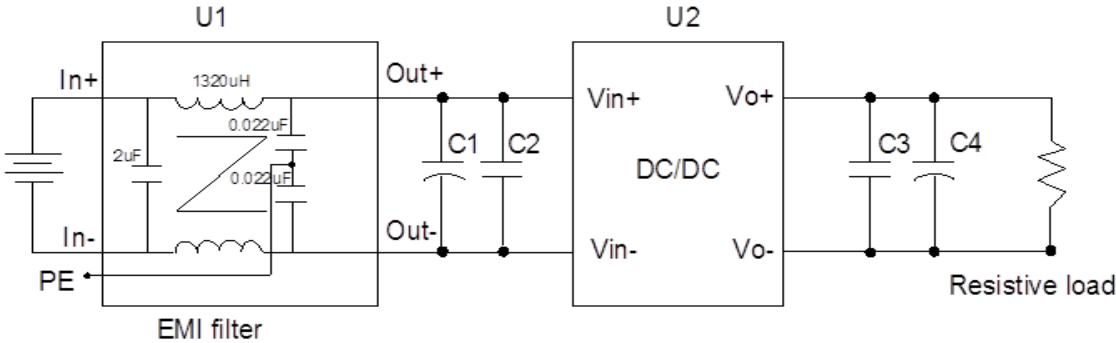 U1
U2
In+
1320uH
Out+
Vin+
Vo+
0.022uF
2uF
C1
C2
DC/DC
C3
C4
0.022uF
In-
Out-
Vin-
Vo-
PE
Resistive load
EMI filter